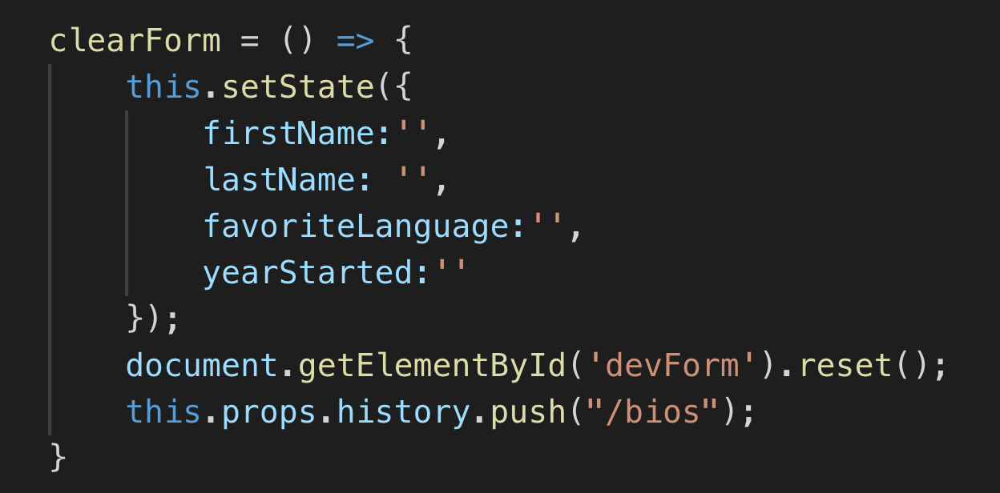 clearForm = () => {
    this.setState({
        firstName:'',
        lastName: '',
        favoriteLanguage:'',
        yearStarted:''
    });
    document.getElementById('devForm').reset();
    this.props.history.push("/bios");
}